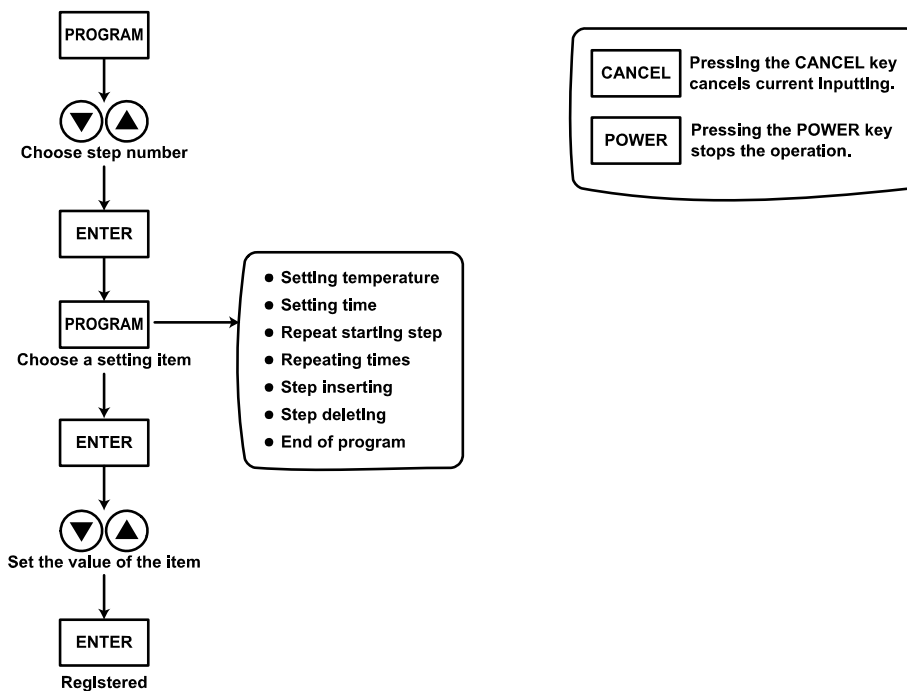 PROGRAM
Choose step number
ENTER
PROGRAM
Choose a setting item
● Setting temperature
● Setting time
● Repeat starting step
● Repeating times
● Step inserting
● Step deleting
● End of program
ENTER
Set the value of the item
ENTER
Registered
CANCEL
Pressing the CANCEL key
cancels current inputting.
POWER
Pressing the POWER key
stops the operation.